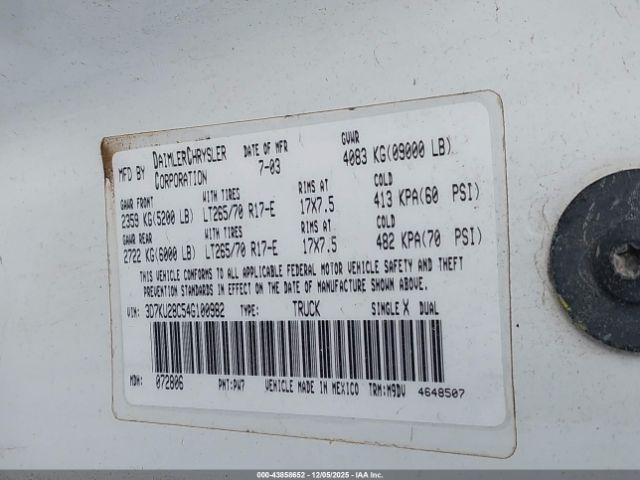 MFD BY DAIMLERCHRYSLER CORPORATION DATE OF MFR 7-03 GVWR 4083 KG(09000 LB)
GAWR FRONT WITH TIRES RIMS AT COLD
2359 KG(5200 LB) LT265/70 R17-E 17X7.5 413 KPA(60 PSI)
GAWR REAR WITH TIRES RIMS AT COLD
2722 KG(6000 LB) LT265/70 R17-E 17X7.5 482 KPA(70 PSI)
THIS VEHICLE CONFORMS TO ALL APPLICABLE FEDERAL MOTOR VEHICLE SAFETY AND THEFT
PREVENTION STANDARDS IN EFFECT ON THE DATE OF MANUFACTURE SHOWN ABOVE.
VIN: 3D7KU28C54G100982 TYPE: TRUCK SINGLE X DUAL
MDH: 072806 PNT:PW7 VEHICLE MADE IN MEXICO TRM:M9DV 4648507
000-43858652 - 12/05/2025 - IAA Inc.